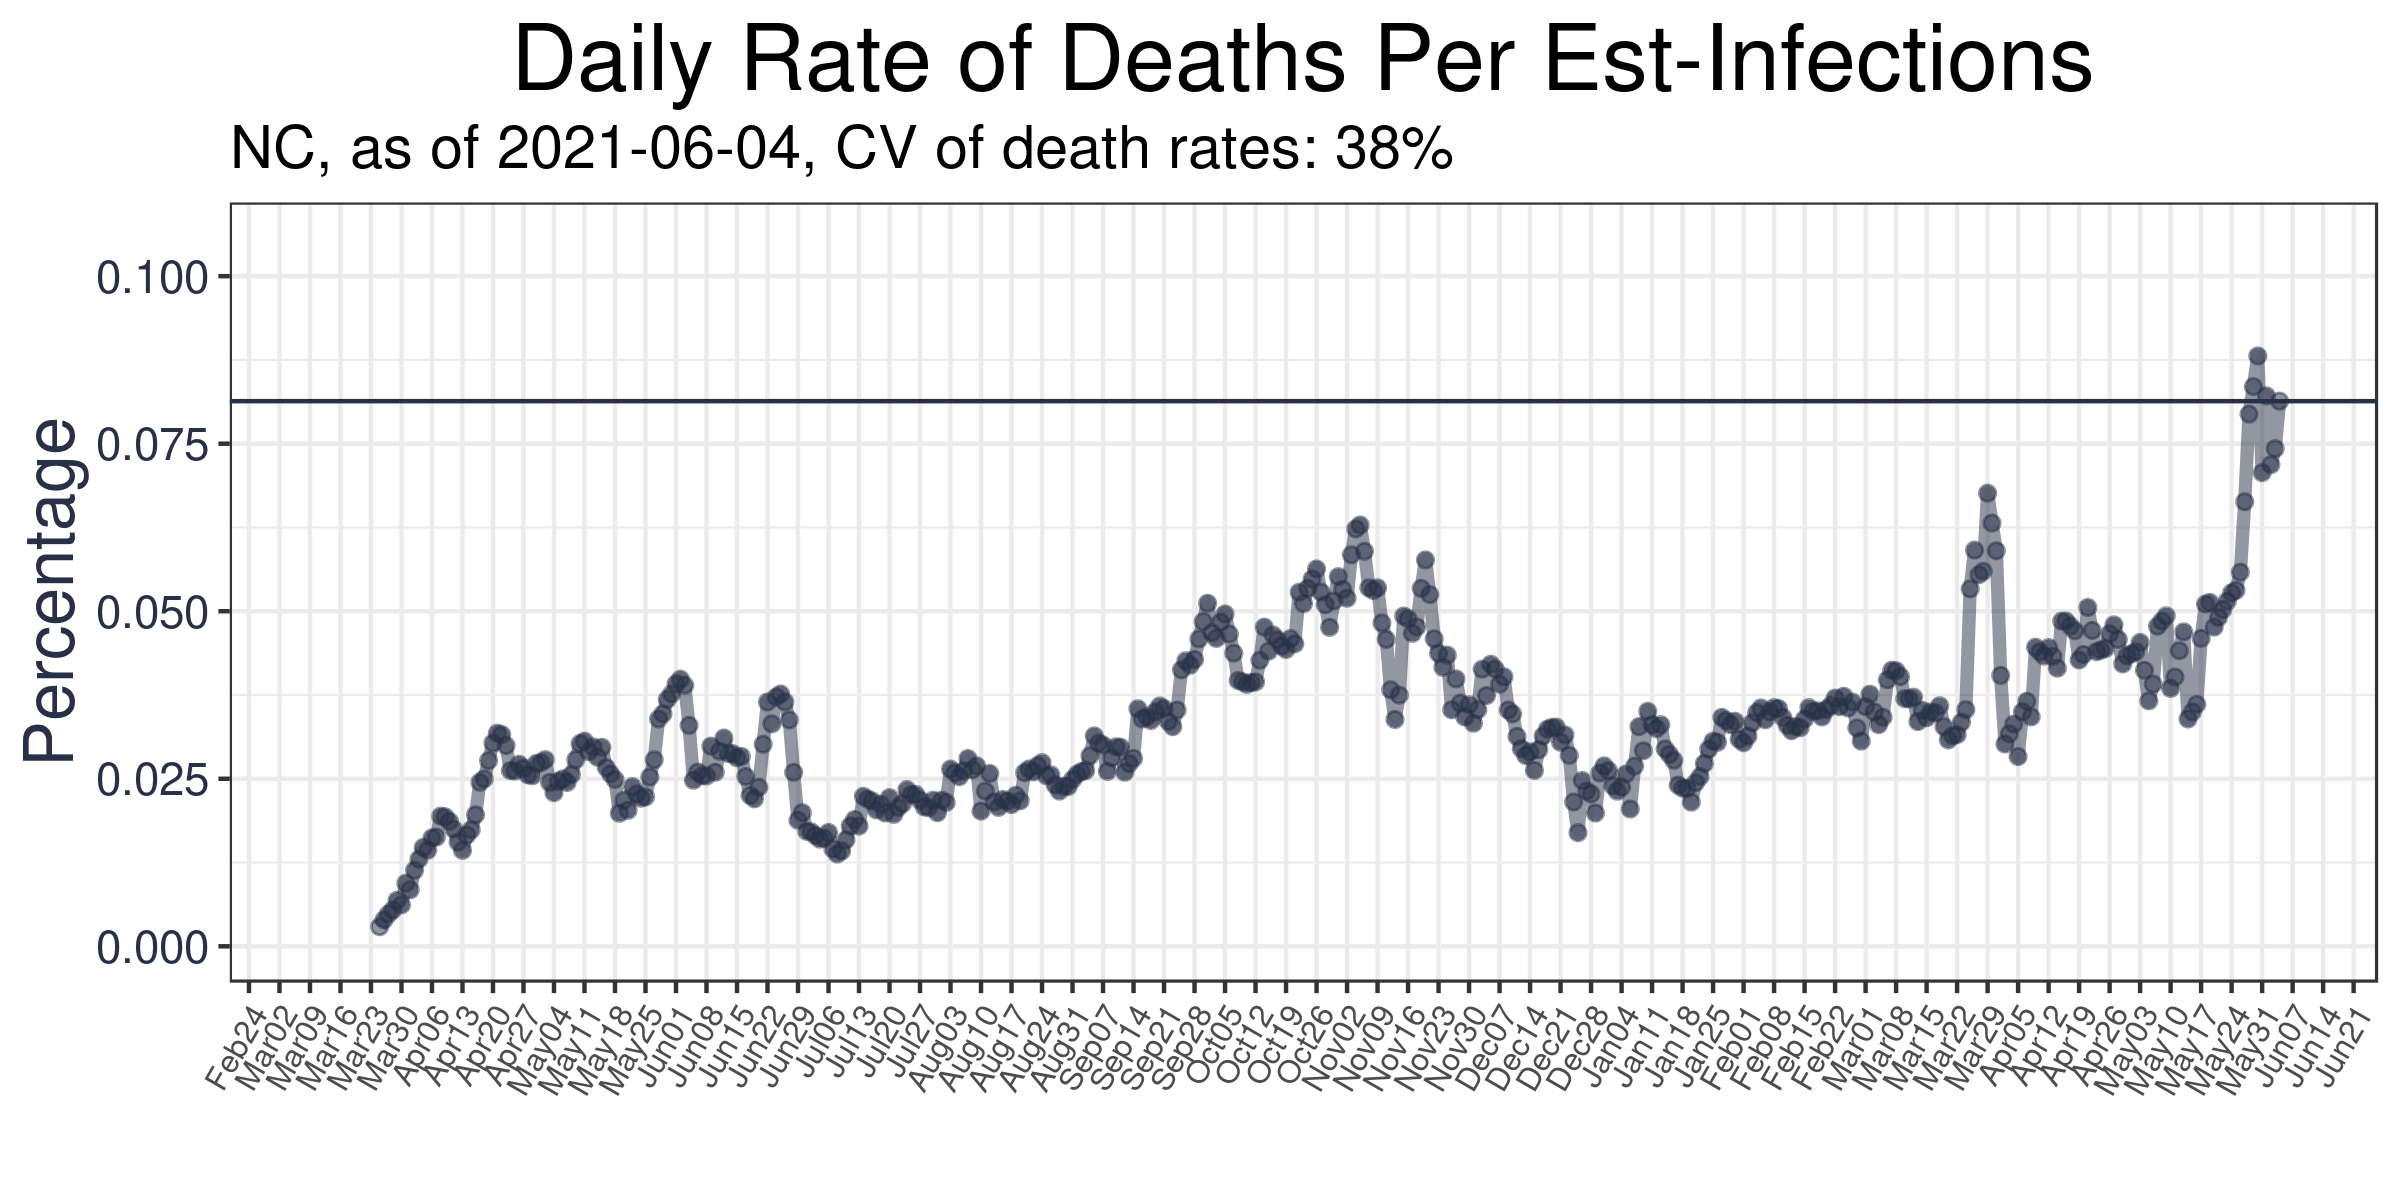 Daily Rate of Deaths Per Est-Infections
NC, as of 2021-06-04, CV of death rates: 38%
Percentage
0.100
0.075
0.050
0.025
0.000
Feb24
Mar02
Mar09
Mar16
Mar23
Mar30
Apr06
Apr13
Apr20
Apr27
May04
May11
May18
May25
Jun01
Jun08
Jun15
Jun22
Jun29
Jul06
Jul13
Jul20
Jul27
Aug03
Aug10
Aug17
Aug24
Aug31
Sep07
Sep14
Sep21
Sep28
Oct05
Oct12
Oct19
Oct26
Nov02
Nov09
Nov16
Nov23
Nov30
Dec07
Dec14
Dec21
Dec28
Jan04
Jan11
Jan18
Jan25
Feb01
Feb08
Feb15
Feb22
Mar01
Mar08
Mar15
Mar22
Mar29
Apr05
Apr12
Apr19
Apr26
May03
May10
May17
May24
May31
Jun07
Jun14
Jun21